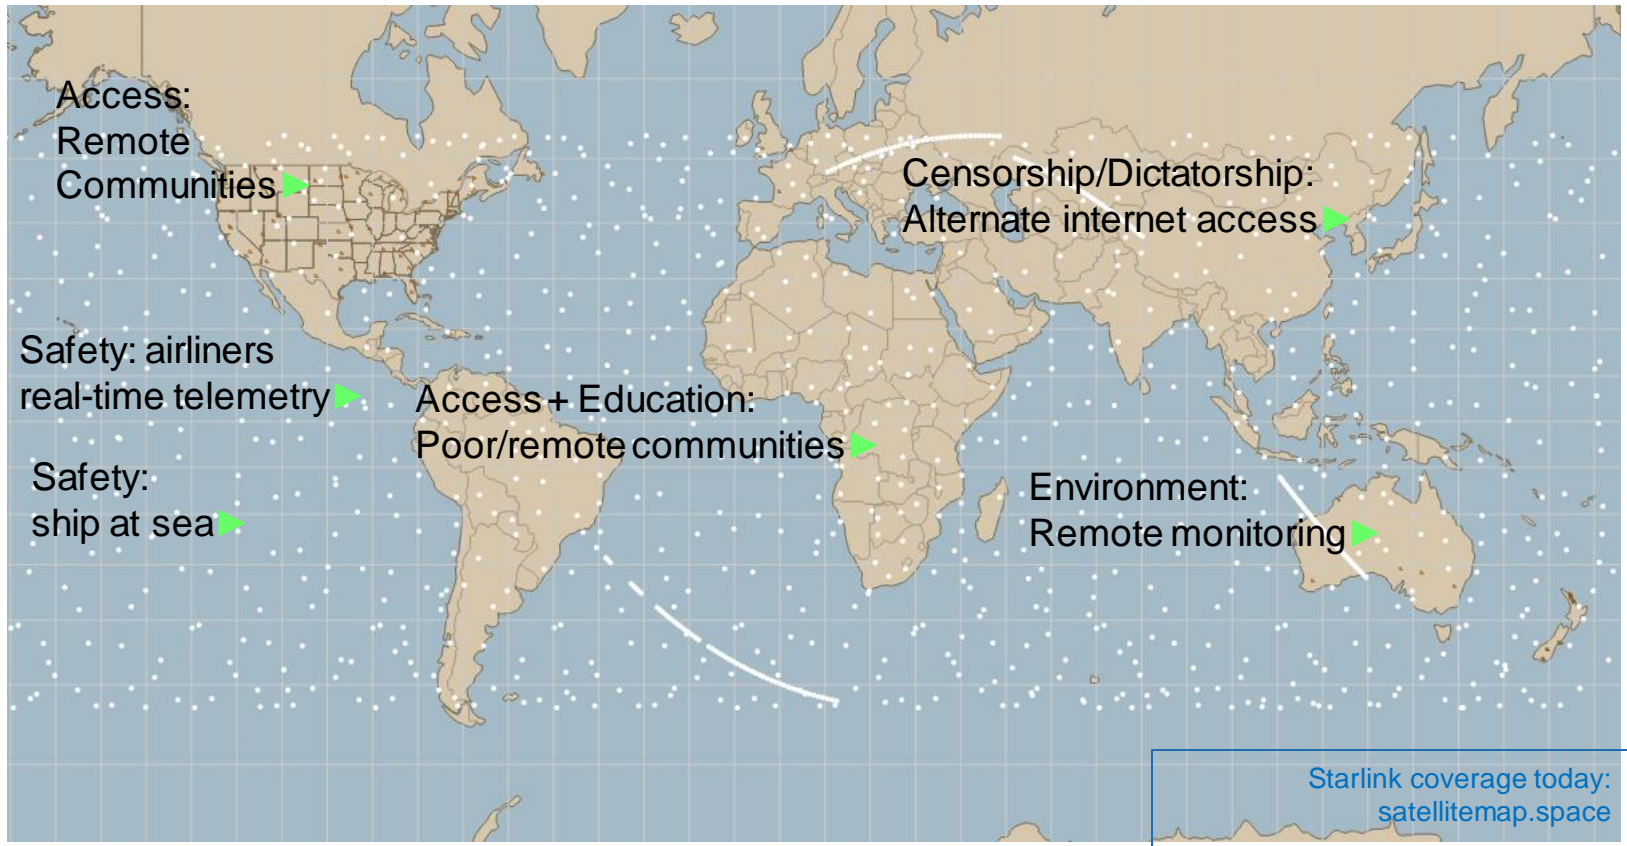 Access:
Remote
Communities
Censorship/Dictatorship:
Alternate internet access
Safety: airliners
real-time telemetry
Access + Education:
Poor/remote communities
Safety:
ship at sea
Environment:
Remote monitoring
Starlink coverage today:
satellitemap.space